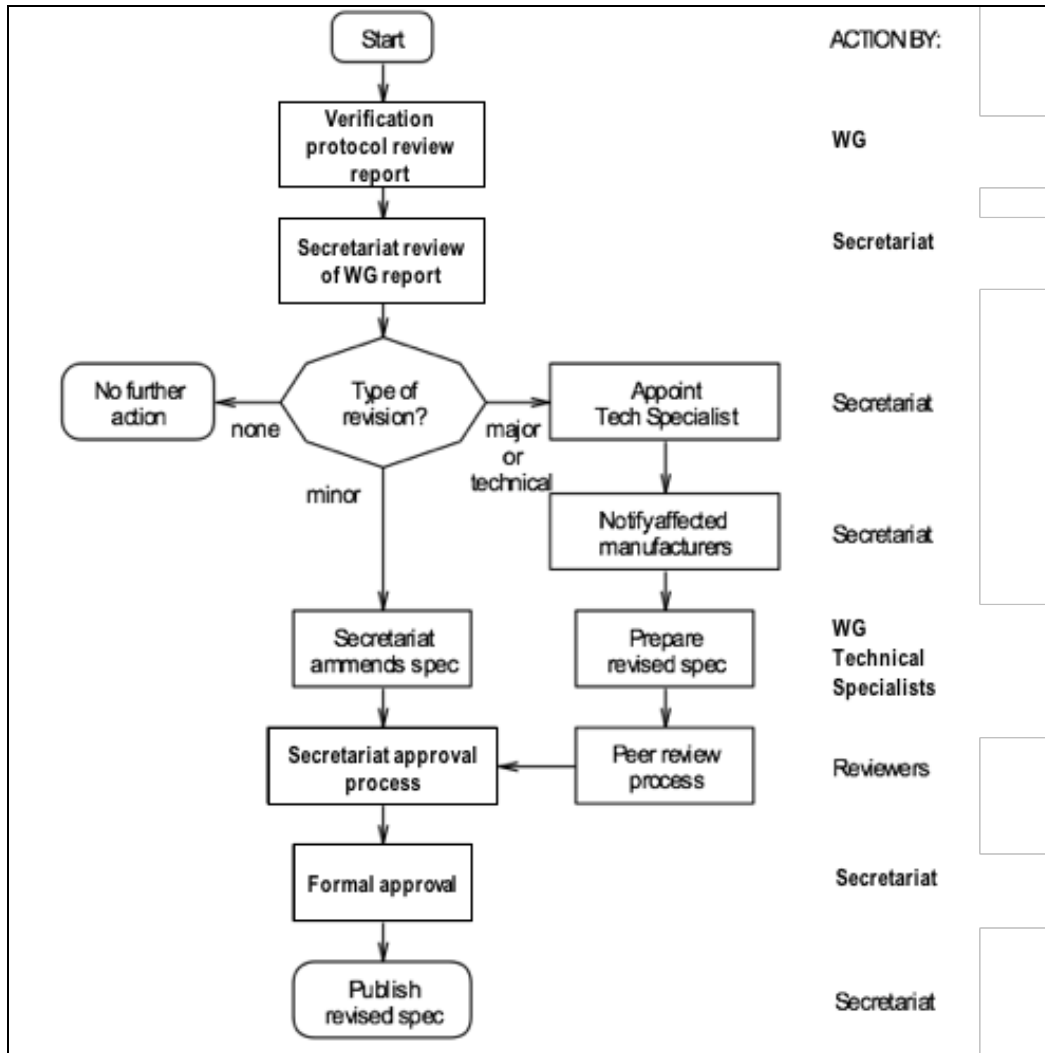 Start
ACTION BY:
Verification
protocol review
report
WG
Secretariat review
of WG report
Secretariat
No further
action
none
Type of
revision?
major
or
technical
minor
Appoint
Tech Specialist
Secretariat
Notify affected
manufacturers
Secretariat
Secretariat
ammends spec
Prepare
revised spec
WG
Technical
Specialists
Secretariat approval
process
Peer review
process
Reviewers
Formal approval
Secretariat
Publish
revised spec
Secretariat